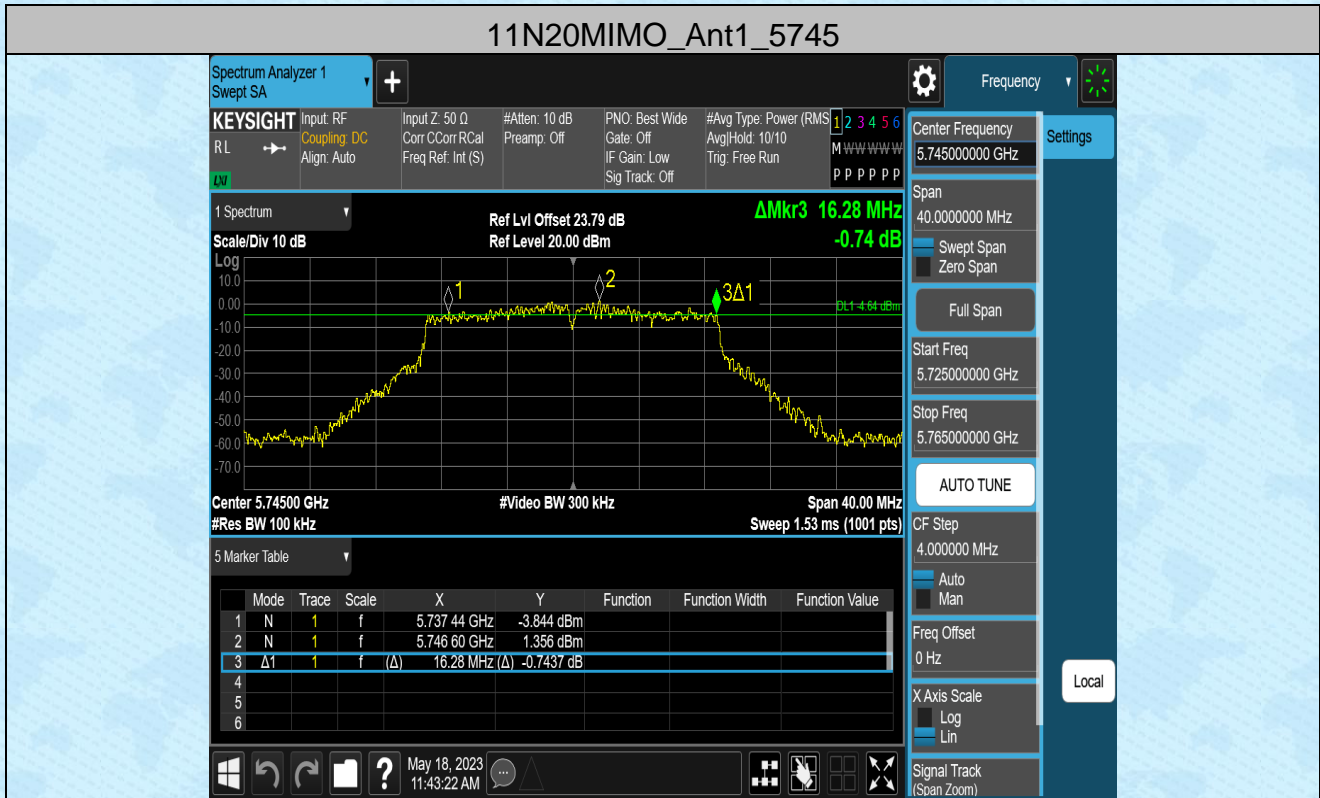 11N20MIMO_Ant1_5745
Spectrum Analyzer 1
Swept SA
Frequency
KEYSIGHT
RL
LXI
Input: RF
Coupling: DC
Align: Auto
Input Z: 50 Ω
Corr CCorr RCal
Freq Ref: Int (S)
#Atten: 10 dB
Preamp: Off
PNO: Best Wide
Gate: Off
IF Gain: Low
Sig Track: Off
#Avg Type: Power (RMS
Avg|Hold: 10/10
Trig: Free Run
1 2 3 4 5 6
M W W W W W
P P P P P P
1 Spectrum
Scale/Div 10 dB
Ref Lvl Offset 23.79 dB
Ref Level 20.00 dBm
ΔMkr3 16.28 MHz
-0.74 dB
Log
10.0
0.00
-10.0
-20.0
-30.0
-40.0
-50.0
-60.0
-70.0
1
2
3Δ1
DL1 -4.64 dBm
Center 5.74500 GHz
#Video BW 300 kHz
Span 40.00 MHz
#Res BW 100 kHz
Sweep 1.53 ms (1001 pts)
5 Marker Table
Mode Trace Scale X Y Function Function Width Function Value
1 N 1 f 5.737 44 GHz -3.844 dBm
2 N 1 f 5.746 60 GHz 1.356 dBm
3 Δ1 1 f (Δ) 16.28 MHz (Δ) -0.7437 dB
4
5
6
?
May 18, 2023
11:43:22 AM
Center Frequency
5.745000000 GHz
Settings
Span
40.0000000 MHz
Swept Span
Zero Span
Full Span
Start Freq
5.725000000 GHz
Stop Freq
5.765000000 GHz
AUTO TUNE
CF Step
4.000000 MHz
Auto
Man
Freq Offset
0 Hz
X Axis Scale
Log
Lin
Local
Signal Track
(Span Zoom)